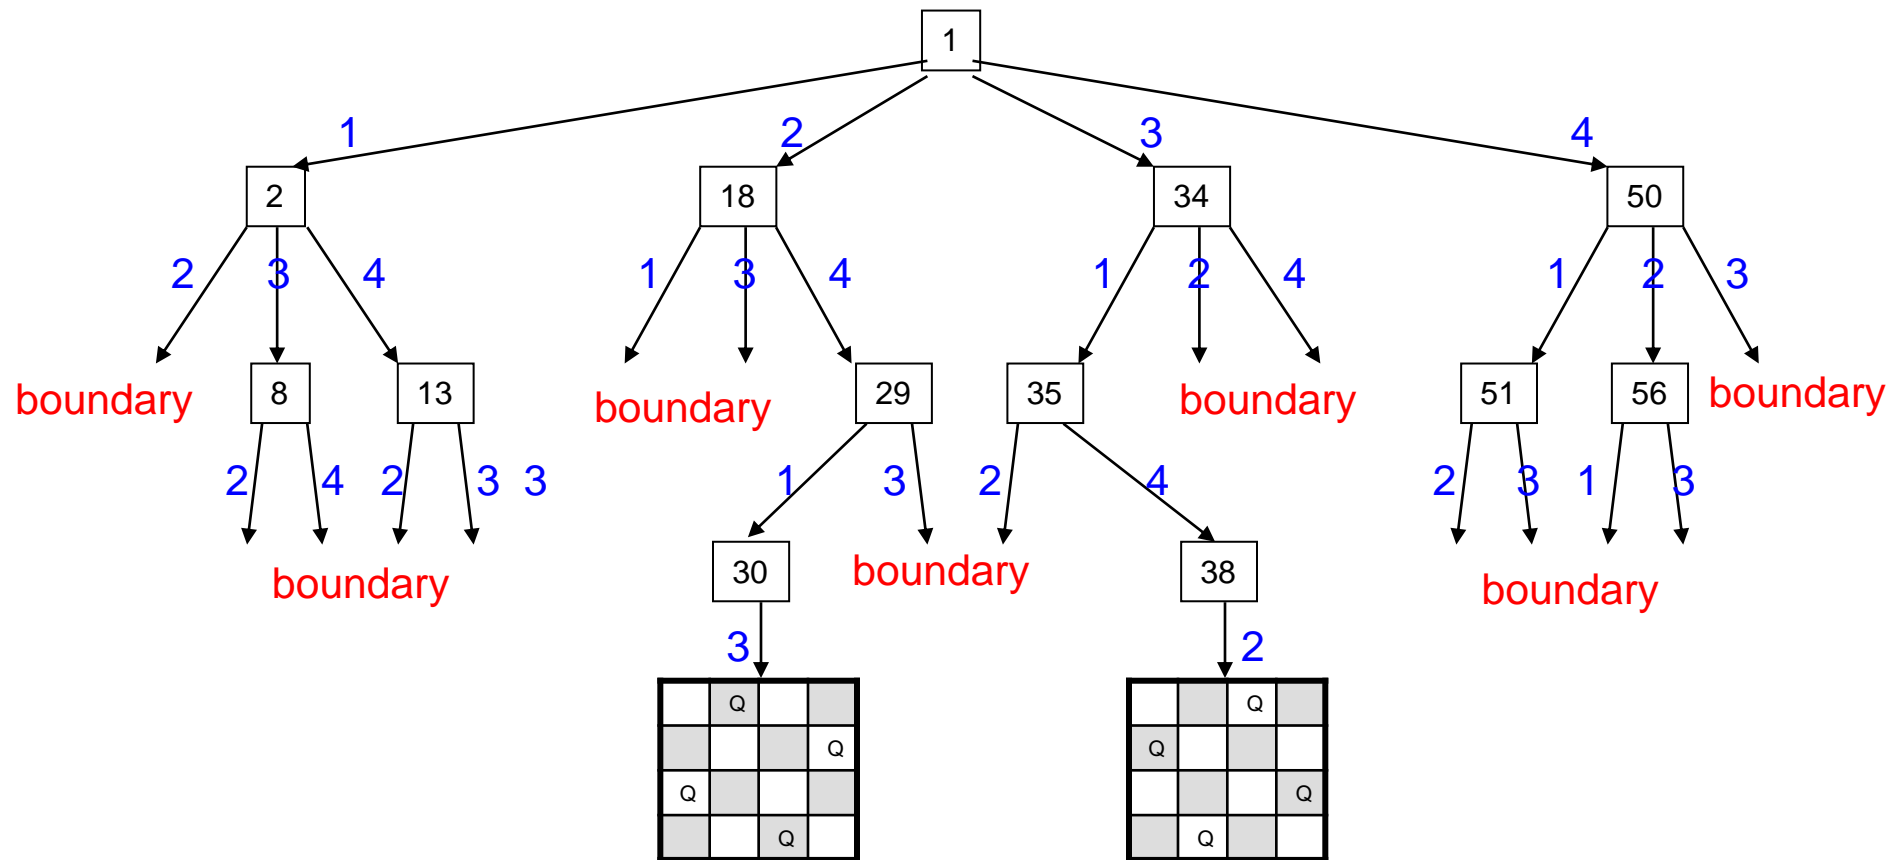 1
1 2 3 4
2 18 34 50
2 3 4 1 3 4 1 2 4 1 2 3
boundary 8 13 boundary 29 35 boundary 51 56 boundary
2 4 2 3 3 1 3 2 4 2 3 1 3
boundary 30 boundary 38 boundary
3 2
Q Q
Q Q
Q Q
Q Q